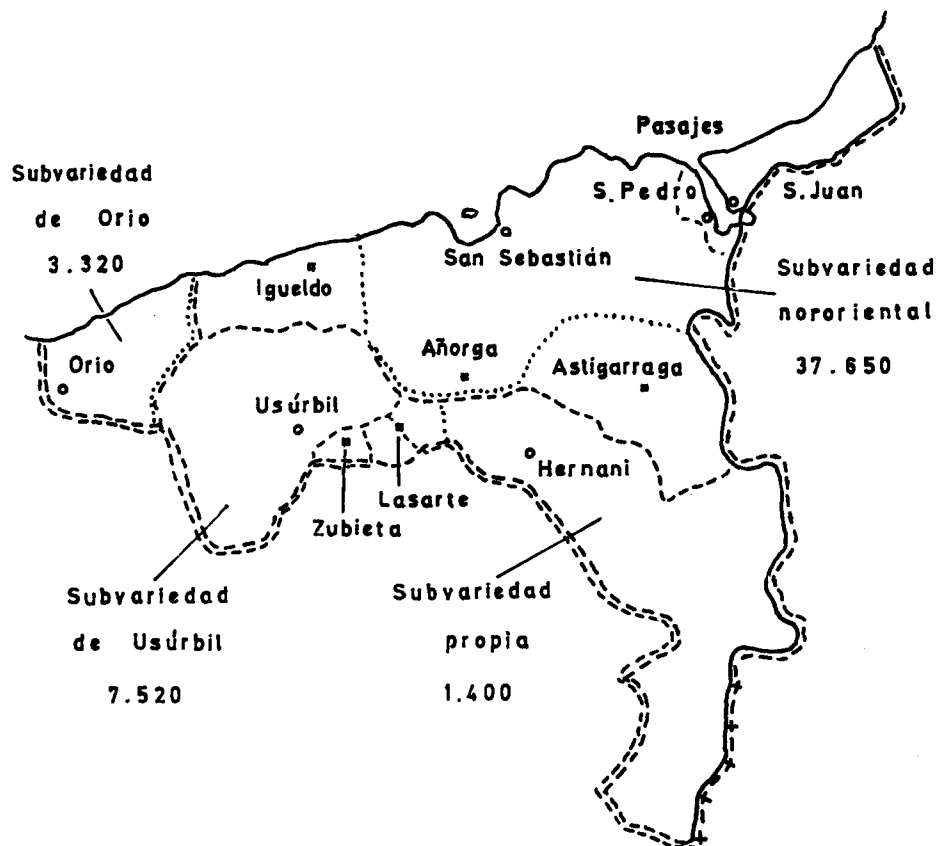 Pasajes
Subvariedad
de Orio
3.320
S. Pedro
S. Juan
San Sebastián
Igueldo
Subvariedad
nororiental
37.650
Orio
Añorga
Astigarraga
Usúrbil
Hernani
Lasarte
Zubieta
Subvariedad
de Usúrbil
7.520
Subvariedad
propia
1.400